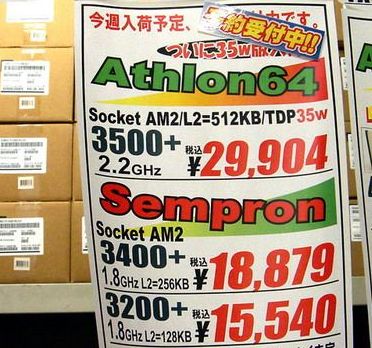 今週入荷予定、
予約受付中!!
ついに35w版
Athlon64
Socket AM2/L2=512KB/TDP35w
3500+ 税込 ¥29,904
2.2GHz
Sempron
Socket AM2
3400+ 税込 ¥18,879
1.8GHz L2=256KB
3200+ 税込 ¥15,540
1.8GHz L2=128KB